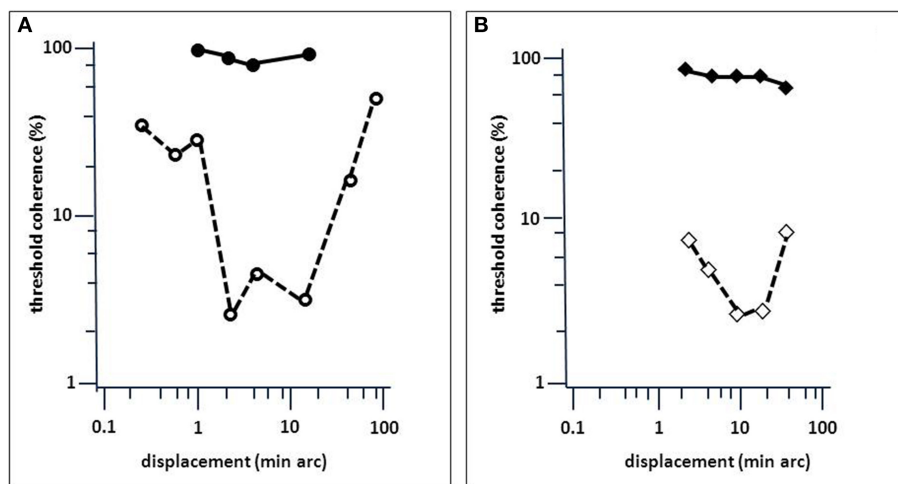 A
100
10
1
threshold coherence (%)
0.1 1 10 100
displacement (min arc)
B
100
10
1
threshold coherence (%)
0.1 1 10 100
displacement (min arc)